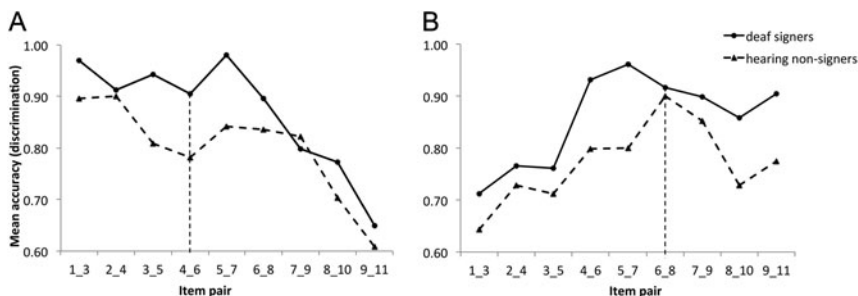 A
B
deaf signers
hearing non-signers
Mean accuracy (discrimination)
1.00
0.90
0.80
0.70
0.60
1_3 2_4 3_5 4_6 5_7 6_8 7_9 8_10 9_11
Item pair
1.00
0.90
0.80
0.70
0.60
1_3 2_4 3_5 4_6 5_7 6_8 7_9 8_10 9_11
Item pair